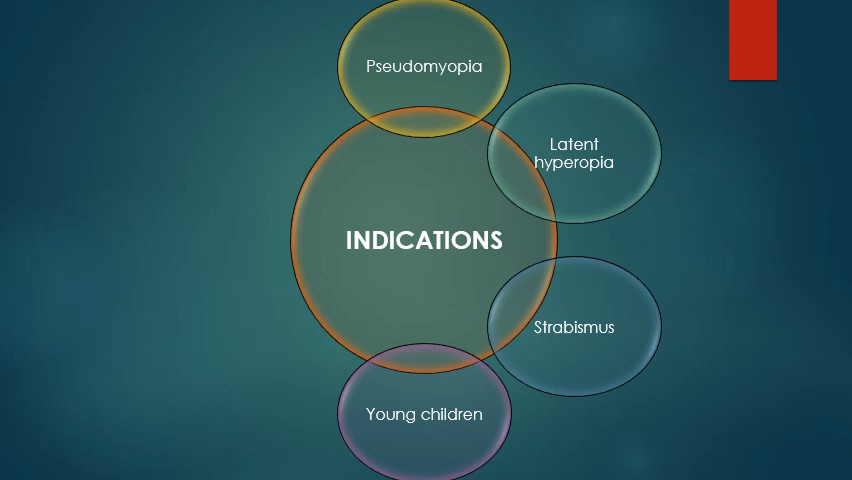 Pseudomyopia
Latent
hyperopia
INDICATIONS
Strabismus
Young children